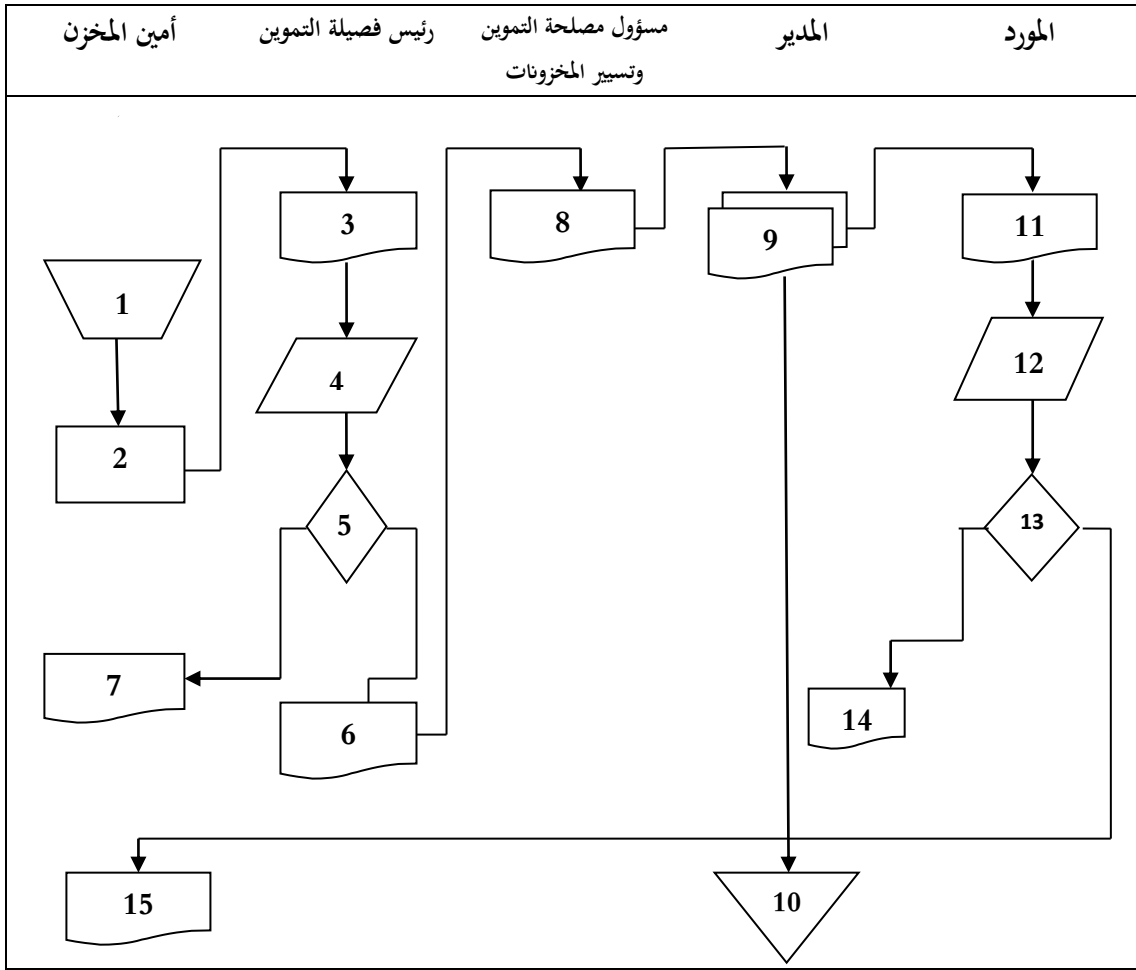 المورد
المدير
مسؤول مصلحة التموين
وتسيير المخزونات
رئيس فصيلة التموين
أمين المخزن
3
8
9
11
1
4
12
2
5
13
7
6
14
15
10